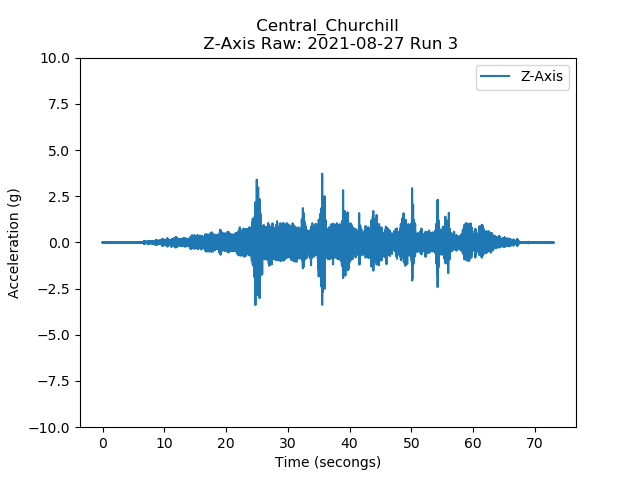 Central_Churchill
Z-Axis Raw: 2021-08-27 Run 3
Z-Axis
10.0
7.5
5.0
2.5
0.0
−2.5
−5.0
−7.5
−10.0
Acceleration (g)
0 10 20 30 40 50 60 70
Time (secongs)